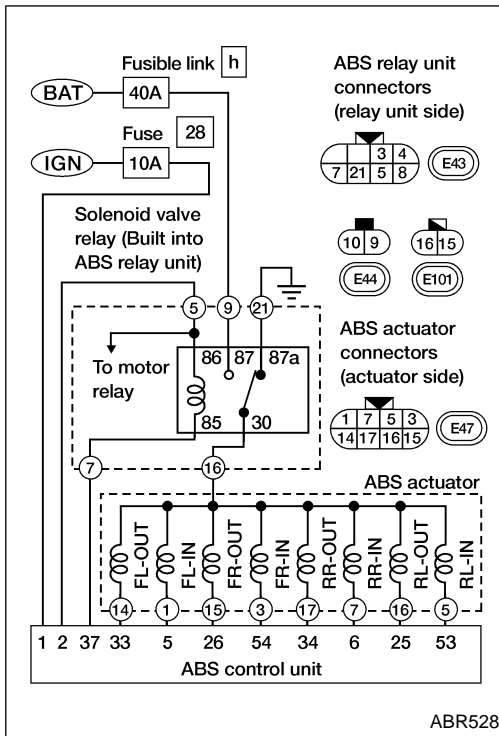 Fusible link h
BAT 40A
Fuse 28
IGN 10A
ABS relay unit
connectors
(relay unit side)
3 4
7 21 5 8
E43
10 9
16 15
E44
E101
Solenoid valve
relay (Built into
ABS relay unit)
5 9 21
86 87 87a
To motor
relay
85 30
7 16
ABS actuator
connectors
(actuator side)
1 7 5 3
14 17 16 15
E47
ABS actuator
FL-OUT FL-IN FR-OUT FR-IN RR-OUT RR-IN RL-OUT RL-IN
14 1 15 3 17 7 16 5
1 2 37 33 5 26 54 34 6 25 53
ABS control unit
ABR528